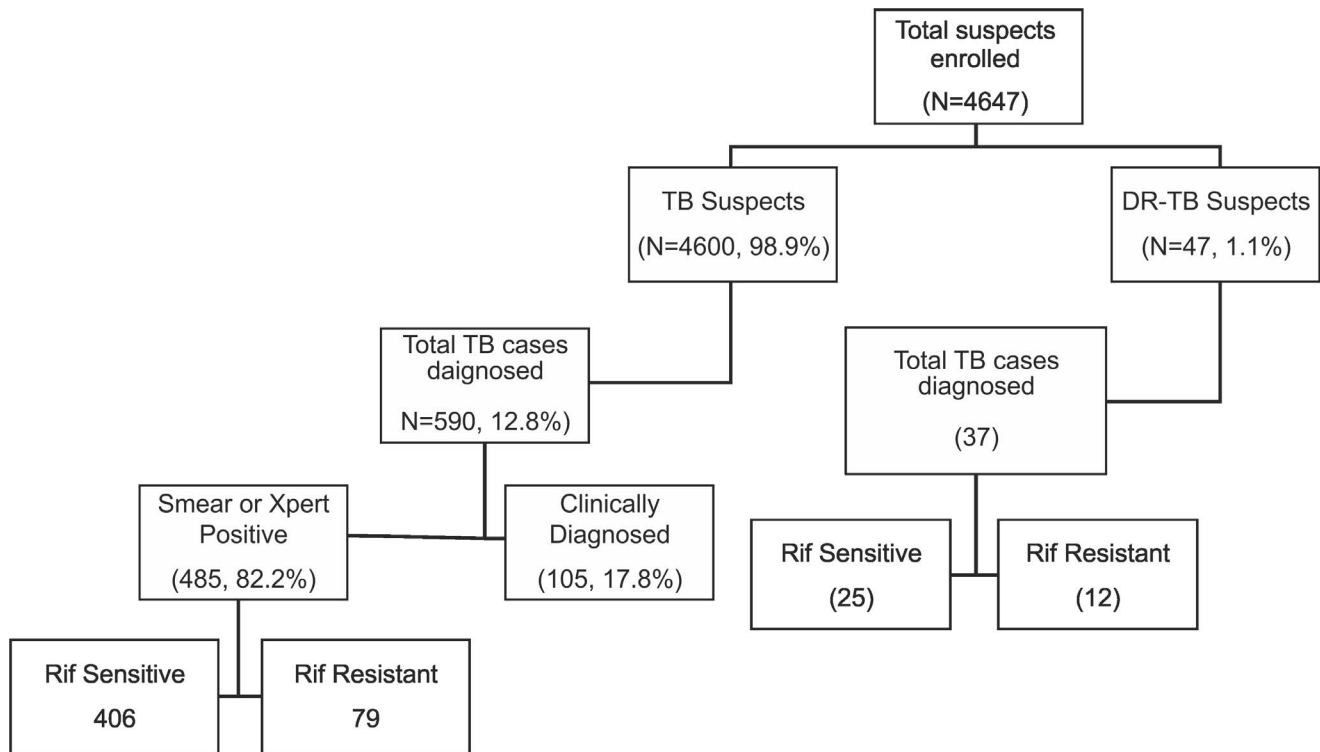 Total suspects
enrolled
(N=4647)
TB Suspects
(N=4600, 98.9%)
DR-TB Suspects
(N=47, 1.1%)
Total TB cases
daignosed
N=590, 12.8%)
Total TB cases
diagnosed
(37)
Smear or Xpert
Positive
(485, 82.2%)
Clinically
Diagnosed
(105, 17.8%)
Rif Sensitive
(25)
Rif Resistant
(12)
Rif Sensitive
406
Rif Resistant
79